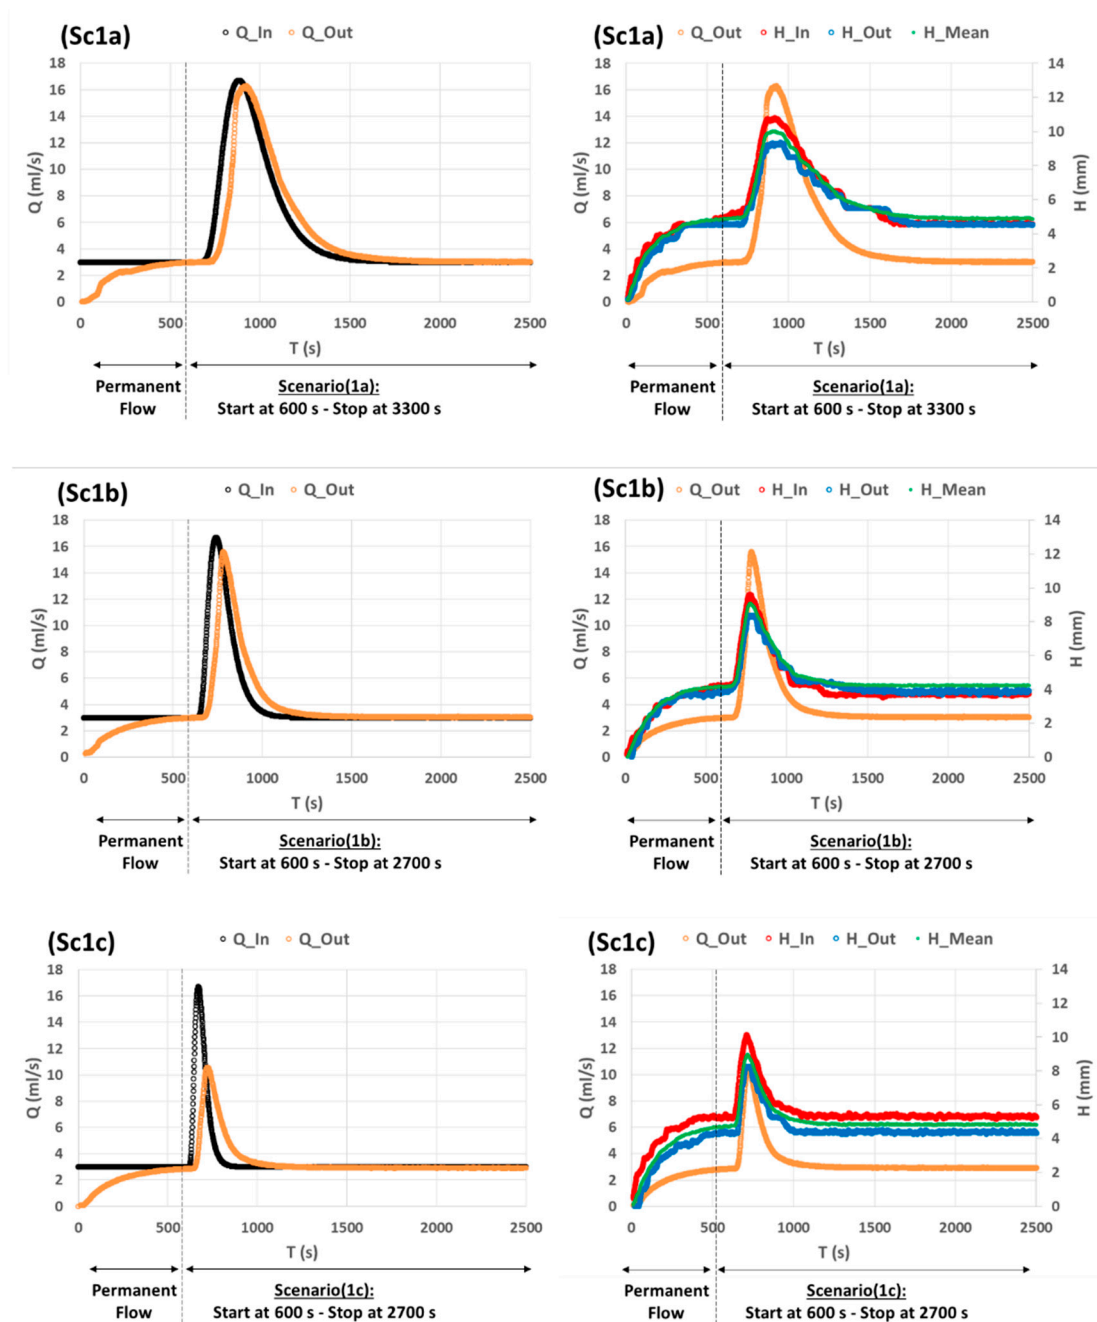 (Sc1a)
Q_In Q_Out
18
16
14
12
10
8
6
4
2
0
Q (ml/s)
0 500 1000 1500 2000 2500
T (s)
Permanent
Flow
Scenario(1a):
Start at 600 s - Stop at 3300 s
(Sc1a)
Q_Out H_In H_Out H_Mean
18
16
14
12
10
8
6
4
2
0
Q (ml/s)
14
12
10
8
6
4
2
0
H (mm)
0 500 1000 1500 2000 2500
T (s)
Permanent
Flow
Scenario(1a):
Start at 600 s - Stop at 3300 s
(Sc1b)
Q_In Q_Out
18
16
14
12
10
8
6
4
2
0
Q (ml/s)
0 500 1000 1500 2000 2500
T (s)
Permanent
Flow
Scenario(1b):
Start at 600 s - Stop at 2700 s
(Sc1b)
Q_Out H_In H_Out H_Mean
18
16
14
12
10
8
6
4
2
0
Q (ml/s)
14
12
10
8
6
4
2
0
H (mm)
0 500 1000 1500 2000 2500
T (s)
Permanent
Flow
Scenario(1b):
Start at 600 s - Stop at 2700 s
(Sc1c)
Q_In Q_Out
18
16
14
12
10
8
6
4
2
0
Q (ml/s)
0 500 1000 1500 2000 2500
T (s)
Permanent
Flow
Scenario(1c):
Start at 600 s - Stop at 2700 s
(Sc1c)
Q_Out H_In H_Out H_Mean
18
16
14
12
10
8
6
4
2
0
Q (ml/s)
14
12
10
8
6
4
2
0
H (mm)
0 500 1000 1500 2000 2500
T (s)
Permanent
Flow
Scenario(1c):
Start at 600 s - Stop at 2700 s